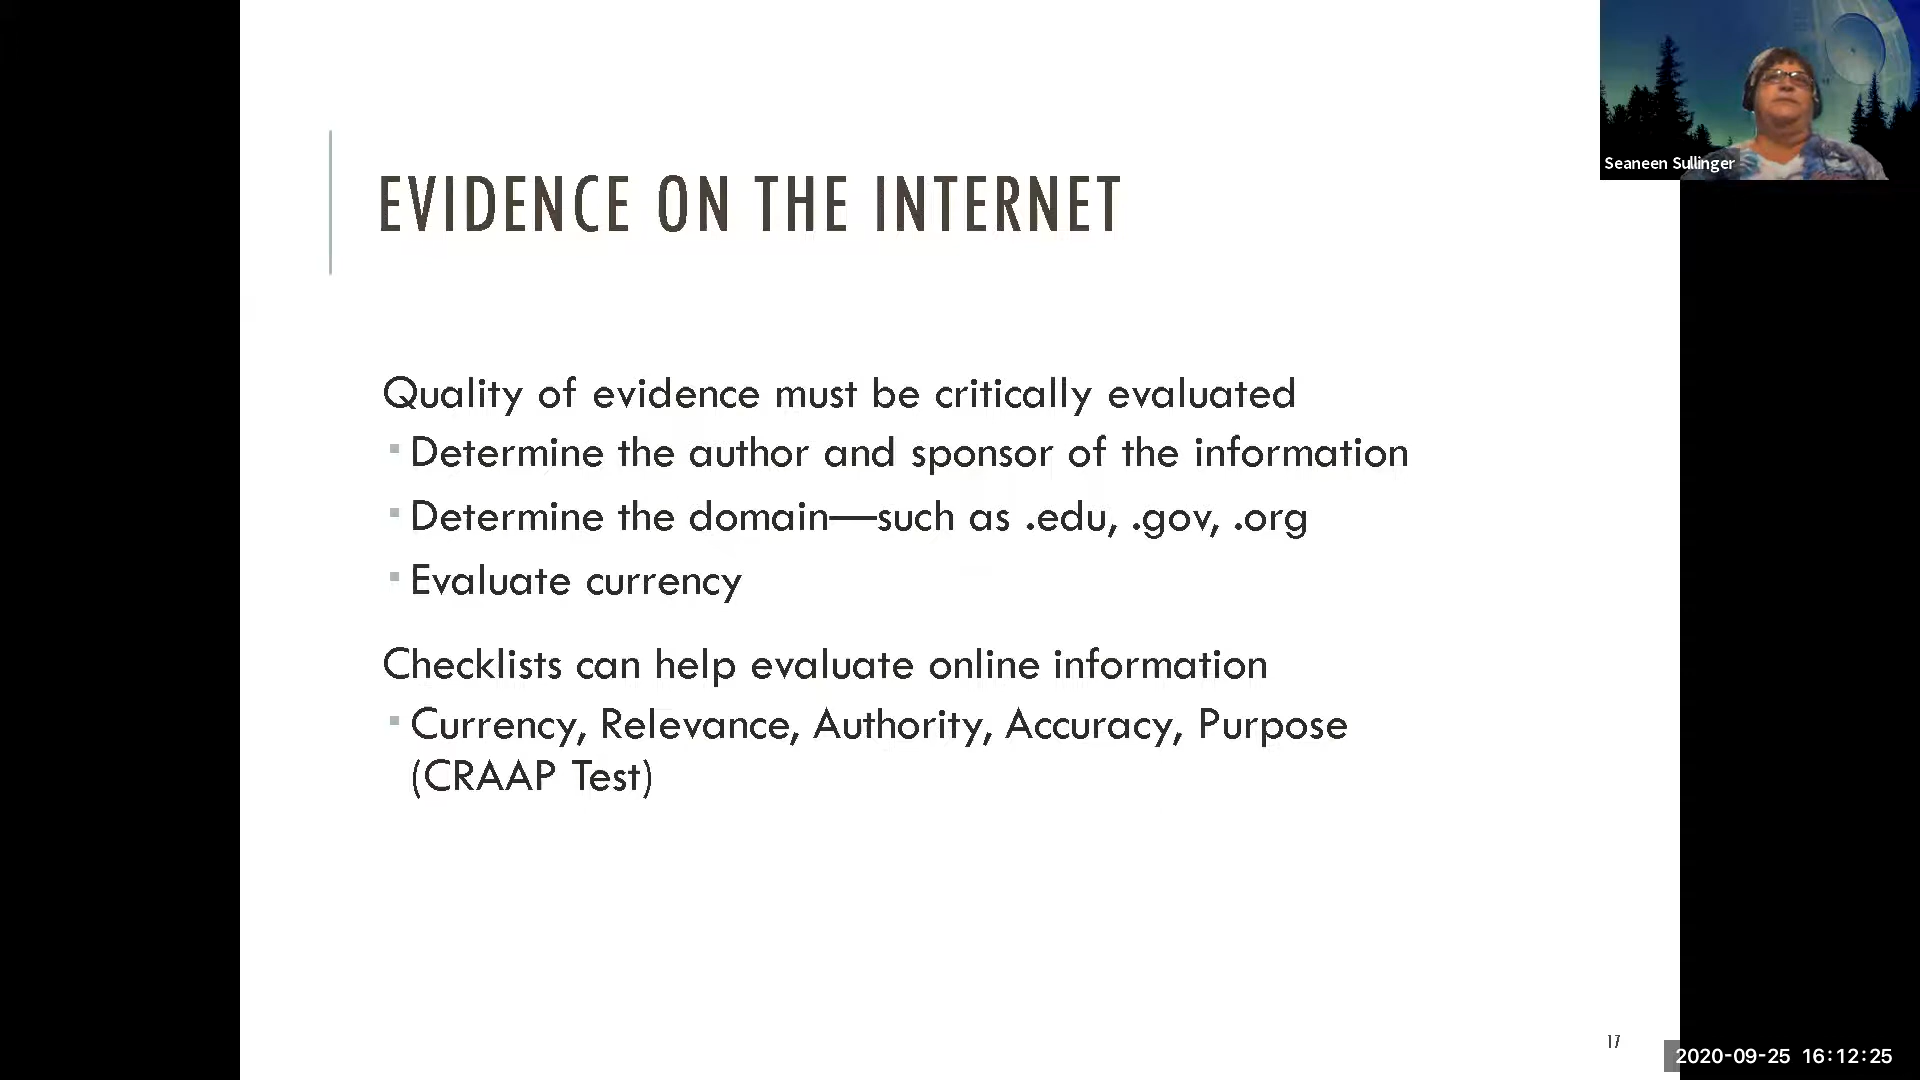 Seaneen Sullinger
EVIDENCE ON THE INTERNET
Quality of evidence must be critically evaluated
Determine the author and sponsor of the information
Determine the domain—such as .edu, .gov, .org
Evaluate currency
Checklists can help evaluate online information
Currency, Relevance, Authority, Accuracy, Purpose
(CRAAP Test)
17
2020-09-25 16:12:25